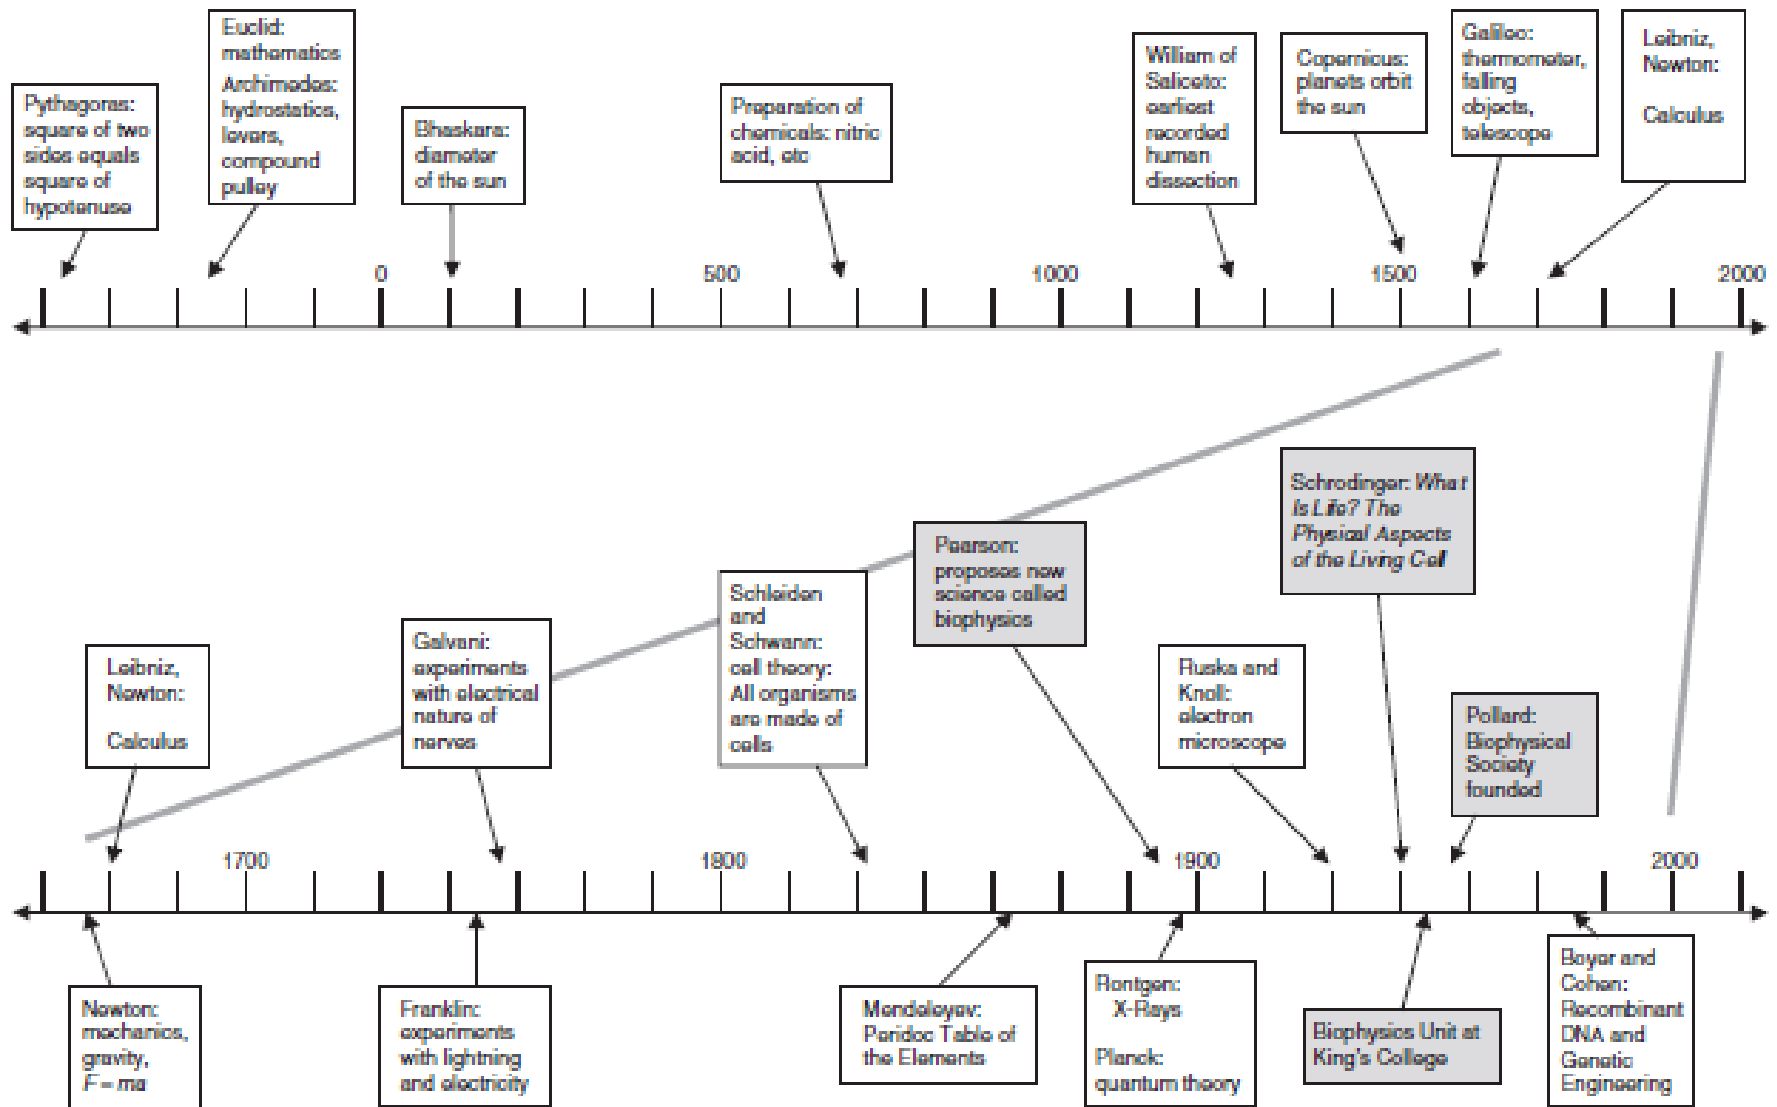 Pythagoras:
square of two
sides equals
square of
hypotenuse
Euclid:
mathematics
Archimedes:
hydrostatics,
levers,
compound
pulley
Bhaskara:
diameter
of the sun
Preparation of
chemicals: nitric
acid, etc
William of
Saliceto:
earliest
recorded
human
dissection
Copernicus:
planets orbit
the sun
Galileo:
thermometer,
falling
objects,
telescope
Leibniz,
Newton:
Calculus
0
500
1000
1500
2000
Leibniz,
Newton:
Calculus
Galvani:
experiments
with electrical
nature of
nerves
Schleiden
and
Schwann:
cell theory:
All organisms
are made of
cells
Pearson:
proposes new
science called
biophysics
Ruska and
Knoll:
electron
microscope
Schrodinger: What
Is Life? The
Physical Aspects
of the Living Cell
Pollard:
Biophysical
Society
founded
1700
1800
1900
2000
Newton:
mechanics,
gravity,
F = ma
Franklin:
experiments
with lightning
and electricity
Mendeleyev:
Peridoc Table of
the Elements
Rontgen:
X-Rays
Planck:
quantum theory
Biophysics Unit at
King's College
Boyer and
Cohen:
Recombinant
DNA and
Genetic
Engineering